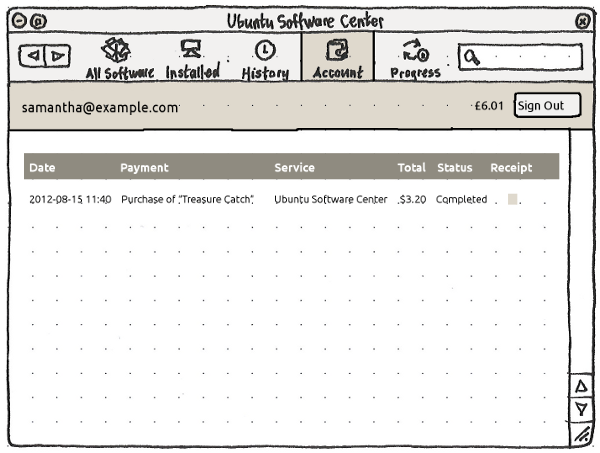 Ubuntu Software Center
All Software Installed History Account Progress
samantha@example.com £6.01 Sign Out
Date Payment Service Total Status Receipt
2012-08-15 11:40 Purchase of “Treasure Catch” Ubuntu Software Center $3.20 Completed